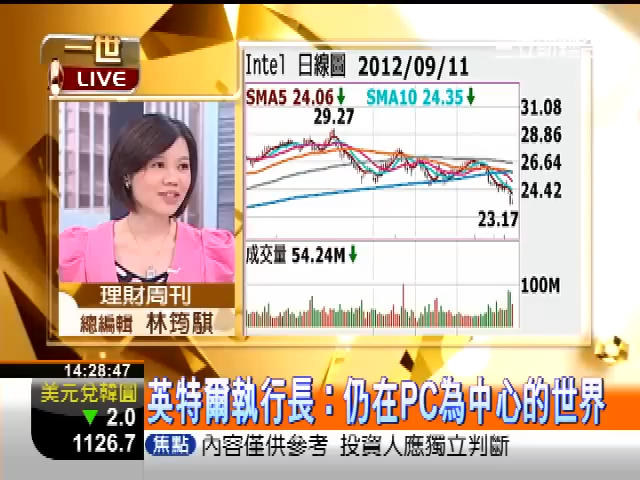 一世
LIVE
Intel 日線圖 2012/09/11
SMA5 24.06 SMA10 24.35
29.27
31.08
28.86
26.64
24.42
23.17
成交量 54.24M
100M
理財周刊
總編輯 林筠騏
14:28:47
美元兌韓圓
2.0
1126.7
英特爾執行長：仍在PC為中心的世界
焦點 內容僅供參考 投資人應獨立判斷